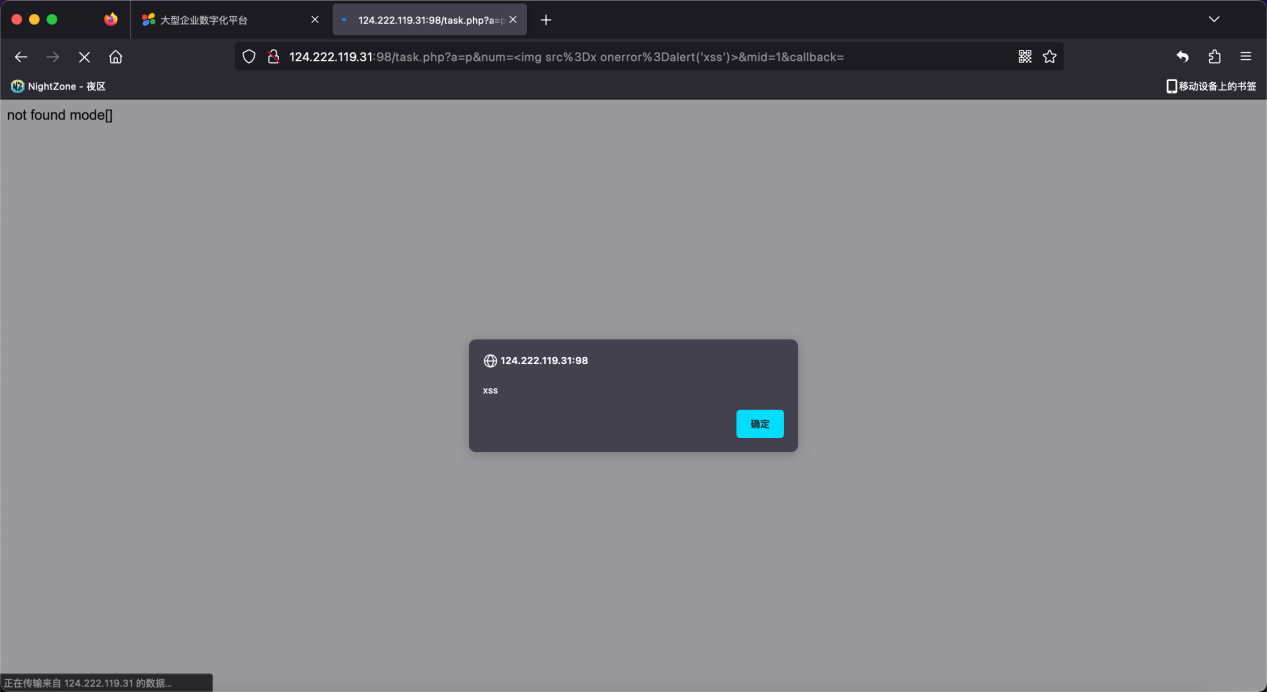 大型企业数字化平台
124.222.119.31:98/task.php?a=p
124.222.119.31:98/task.php?a=p&num=<img src%3Dx onerror%3Dalert('xss')>&mid=1&callback=
NightZone - 夜区
移动设备上的书签
not found mode[]
124.222.119.31:98
xss
确定
正在传输来自 124.222.119.31 的数据…